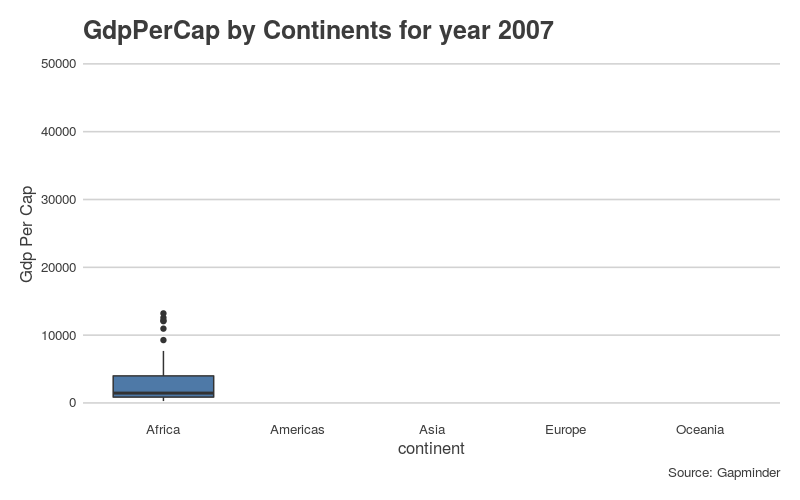 GdpPerCap by Continents for year 2007
50000
40000
30000
20000
10000
0
Gdp Per Cap
Africa Americas Asia Europe Oceania
continent
Source: Gapminder